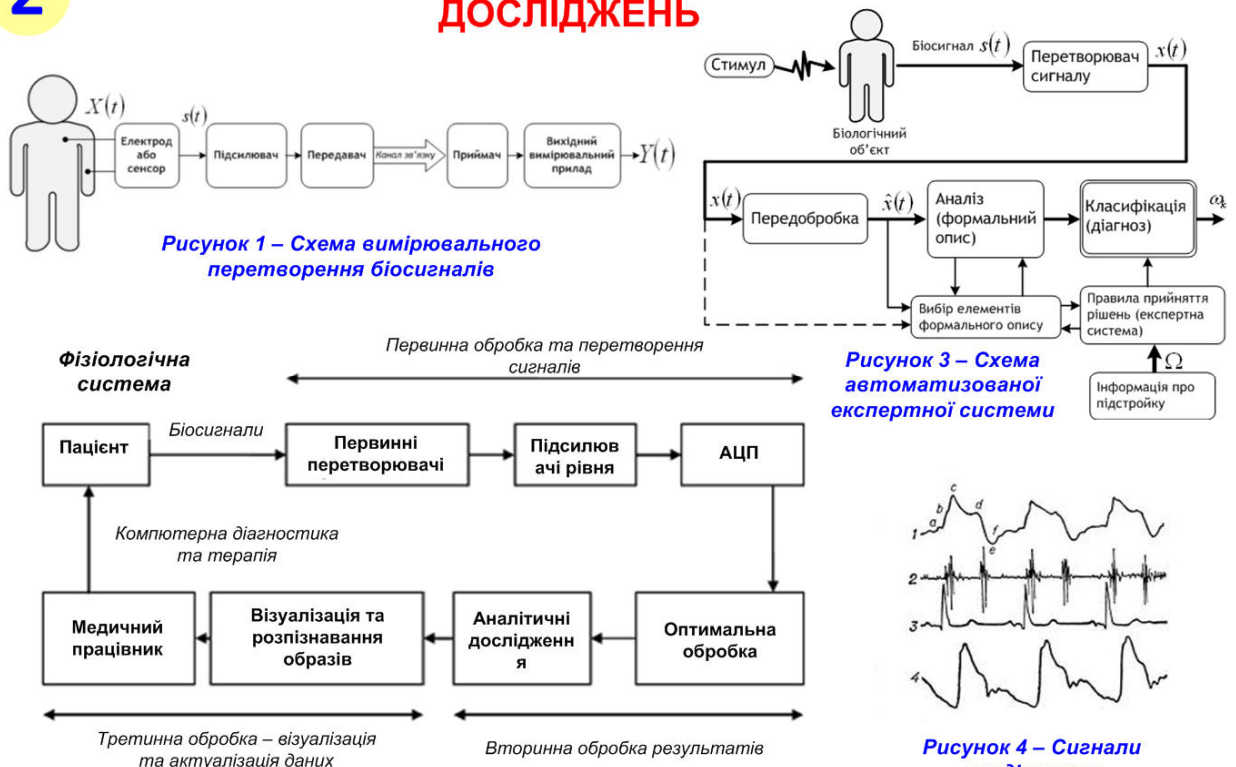 2
ДОСЛІДЖЕНЬ
X(t)
s(t)
Електрод
або
сенсор
Підсилювач
Передавач
Канал зв'язку
Приймач
Вихідний
вимірювальний
прилад
Y(t)
Рисунок 1 – Схема вимірювального
перетворення біосигналів
Стимул
Біологічний
об'єкт
Біосигнал s(t)
Перетворювач
сигналу
x(t)
x(t)
Передобробка
x̂(t)
Аналіз
(формальний
опис)
Класифікація
(діагноз)
ωk
Вибір елементів
формального опису
Правила прийняття
рішень (експертна
система)
Ω
Інформація про
підстройку
Рисунок 3 – Схема
автоматизованої
експертної системи
Фізіологічна
система
Первинна обробка та перетворення
сигналів
Пацієнт
Біосигнали
Первинні
перетворювачі
Підсилюв
ачі рівня
АЦП
Компютерна діагностика
та терапія
Медичний
працівник
Візуалізація та
розпізнавання
образів
Аналітичні
дослідженн
я
Оптимальна
обробка
Третинна обробка – візуалізація
та актуалізація даних
Вторинна обробка результатів
1
a
b
c
d
e
f
2
3
4
Рисунок 4 – Сигнали